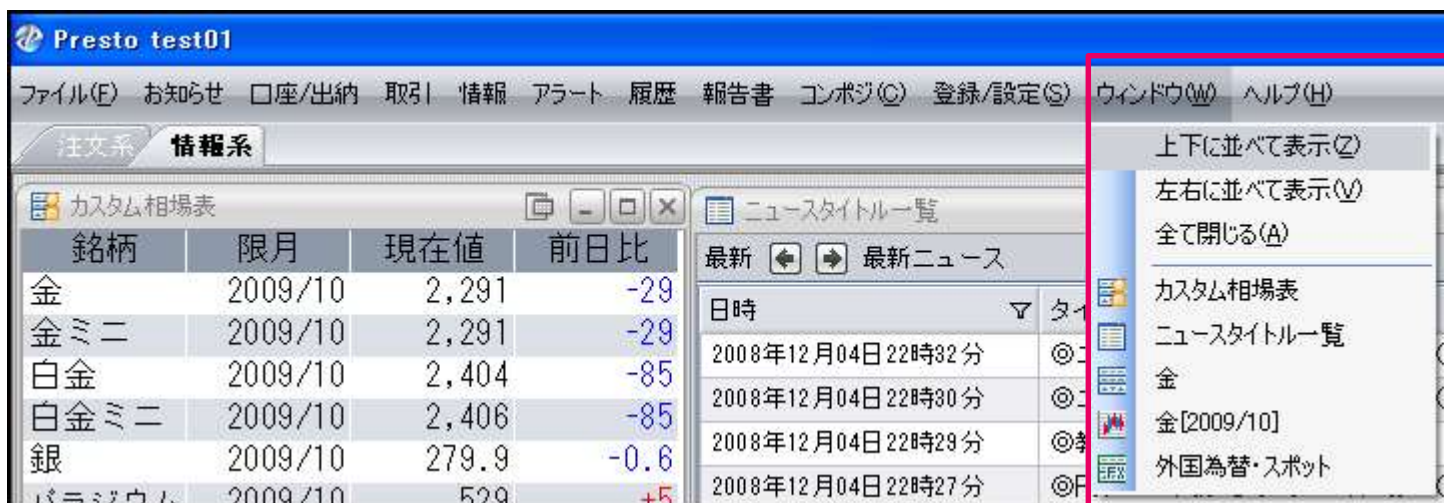 Presto test01
ファイル(F) お知らせ 口座/出納 取引 情報 アラート 履歴 報告書 コンポジ(C) 登録/設定(S) ウィンドウ(W) ヘルプ(H)
注文系 情報系
カスタム相場表
銘柄 限月 現在値 前日比
金 2009/10 2,291 -29
金ミニ 2009/10 2,291 -29
白金 2009/10 2,404 -85
白金ミニ 2009/10 2,406 -85
銀 2009/10 279.9 -0.6
パラジウム 2009/10 529 +5
ニュースタイトル一覧
最新 最新ニュース
日時 タイ
2008年12月04日22時32分 ◎
2008年12月04日22時30分 ◎
2008年12月04日22時29分 ◎
2008年12月04日22時27分 ◎F
上下に並べて表示(Z)
左右に並べて表示(V)
全て閉じる(A)
カスタム相場表
ニュースタイトル一覧
金
金[2009/10]
外国為替・スポット